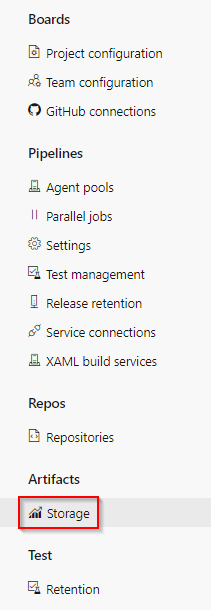 Boards
Project configuration
Team configuration
GitHub connections
Pipelines
Agent pools
Parallel jobs
Settings
Test management
Release retention
Service connections
XAML build services
Repos
Repositories
Artifacts
Storage
Test
Retention